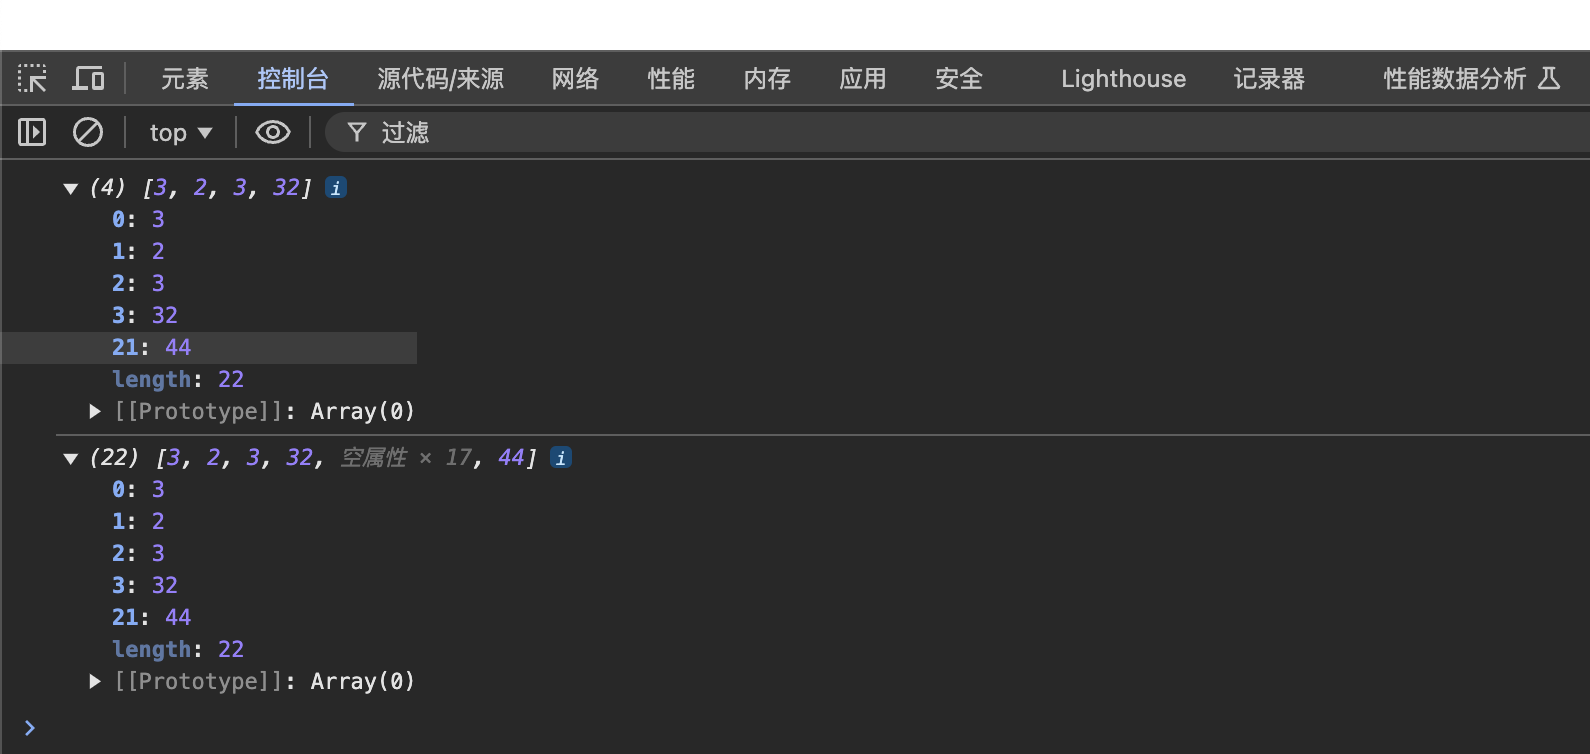 元素 控制台 源代码/来源 网络 性能 内存 应用 安全 Lighthouse 记录器 性能数据分析
top 过滤
(4) [3, 2, 3, 32] i
0: 3
1: 2
2: 3
3: 32
21: 44
length: 22
[[Prototype]]: Array(0)
(22) [3, 2, 3, 32, 空属性 × 17, 44] i
0: 3
1: 2
2: 3
3: 32
21: 44
length: 22
[[Prototype]]: Array(0)